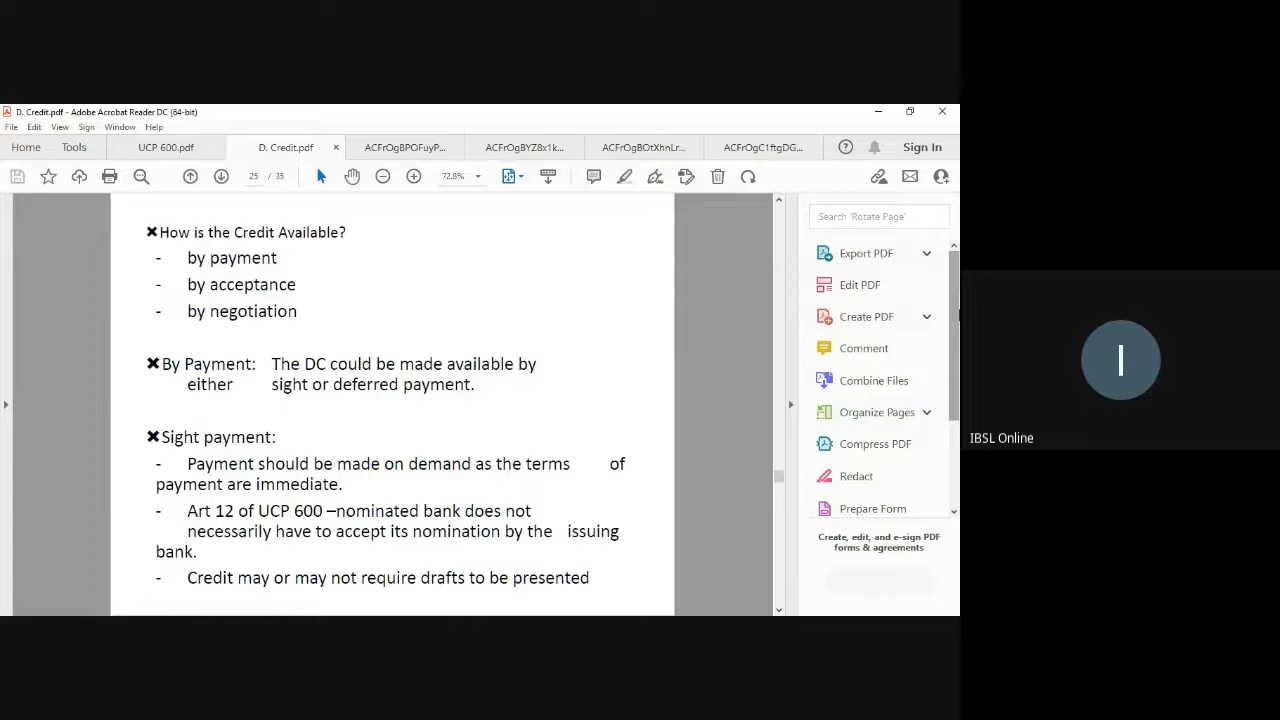 D. Credit.pdf - Adobe Acrobat Reader DC (64-bit)
File Edit View Sign Window Help
Home Tools UCP 600.pdf D. Credit.pdf × ACFrOgBPOFuyP... ACFrOgBYZ8x1k... ACFrOgBOtXhnLr... ACFrOgC1ftgDG... Sign In
25 / 35 72.8%
✖How is the Credit Available?
- by payment
- by acceptance
- by negotiation
✖By Payment: The DC could be made available by
either sight or deferred payment.
✖Sight payment:
- Payment should be made on demand as the terms of
payment are immediate.
- Art 12 of UCP 600 –nominated bank does not
necessarily have to accept its nomination by the issuing
bank.
- Credit may or may not require drafts to be presented
Search 'Rotate Page'
Export PDF
Edit PDF
Create PDF
Comment
Combine Files
Organize Pages
Compress PDF
Redact
Prepare Form
Create, edit, and e-sign PDF
forms & agreements
I
IBSL Online